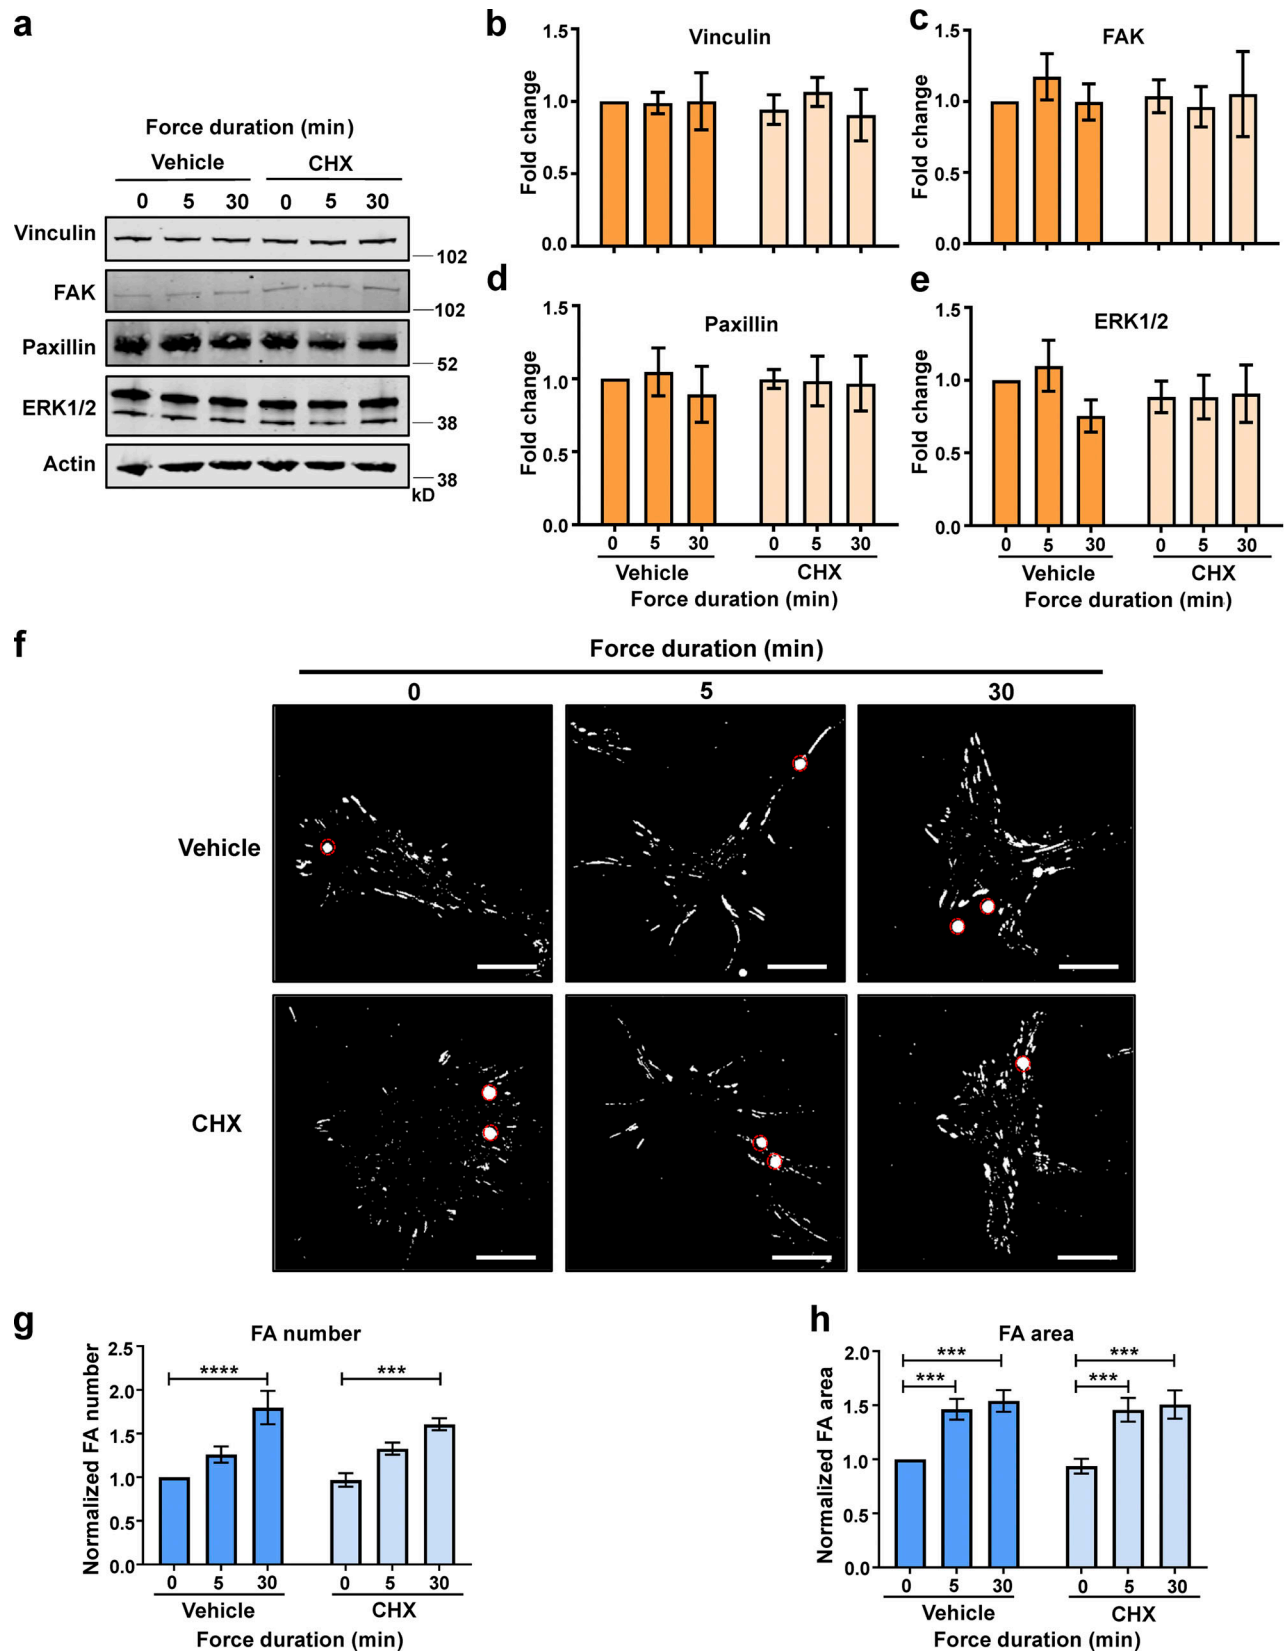 a
Force duration (min)
Vehicle CHX
0 5 30 0 5 30
Vinculin
102
FAK
102
Paxillin
52
ERK1/2
38
Actin
38
kD
b
Vinculin
Fold change
1.5
1.0
0.5
0.0
c
FAK
Fold change
1.5
1.0
0.5
0.0
d
Paxillin
Fold change
1.5
1.0
0.5
0.0
0 5 30 0 5 30
Vehicle CHX
Force duration (min)
e
ERK1/2
Fold change
1.5
1.0
0.5
0.0
0 5 30 0 5 30
Vehicle CHX
Force duration (min)
f
Force duration (min)
0 5 30
Vehicle
CHX
g
FA number
Normalized FA number
2.5
2.0
1.5
1.0
0.5
0.0
**** ***
0 5 30 0 5 30
Vehicle CHX
Force duration (min)
h
FA area
Normalized FA area
2.0
1.5
1.0
0.5
0.0
*** ***
*** ***
0 5 30 0 5 30
Vehicle CHX
Force duration (min)